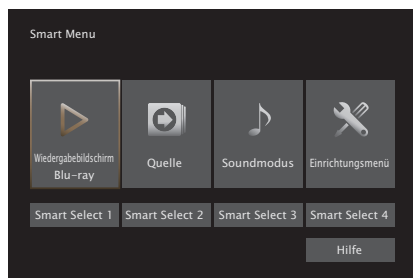 Smart Menu
Wiedergabebildschirm
Blu-ray
Quelle
Soundmodus
Einrichtungsmenü
Smart Select 1
Smart Select 2
Smart Select 3
Smart Select 4
Hilfe